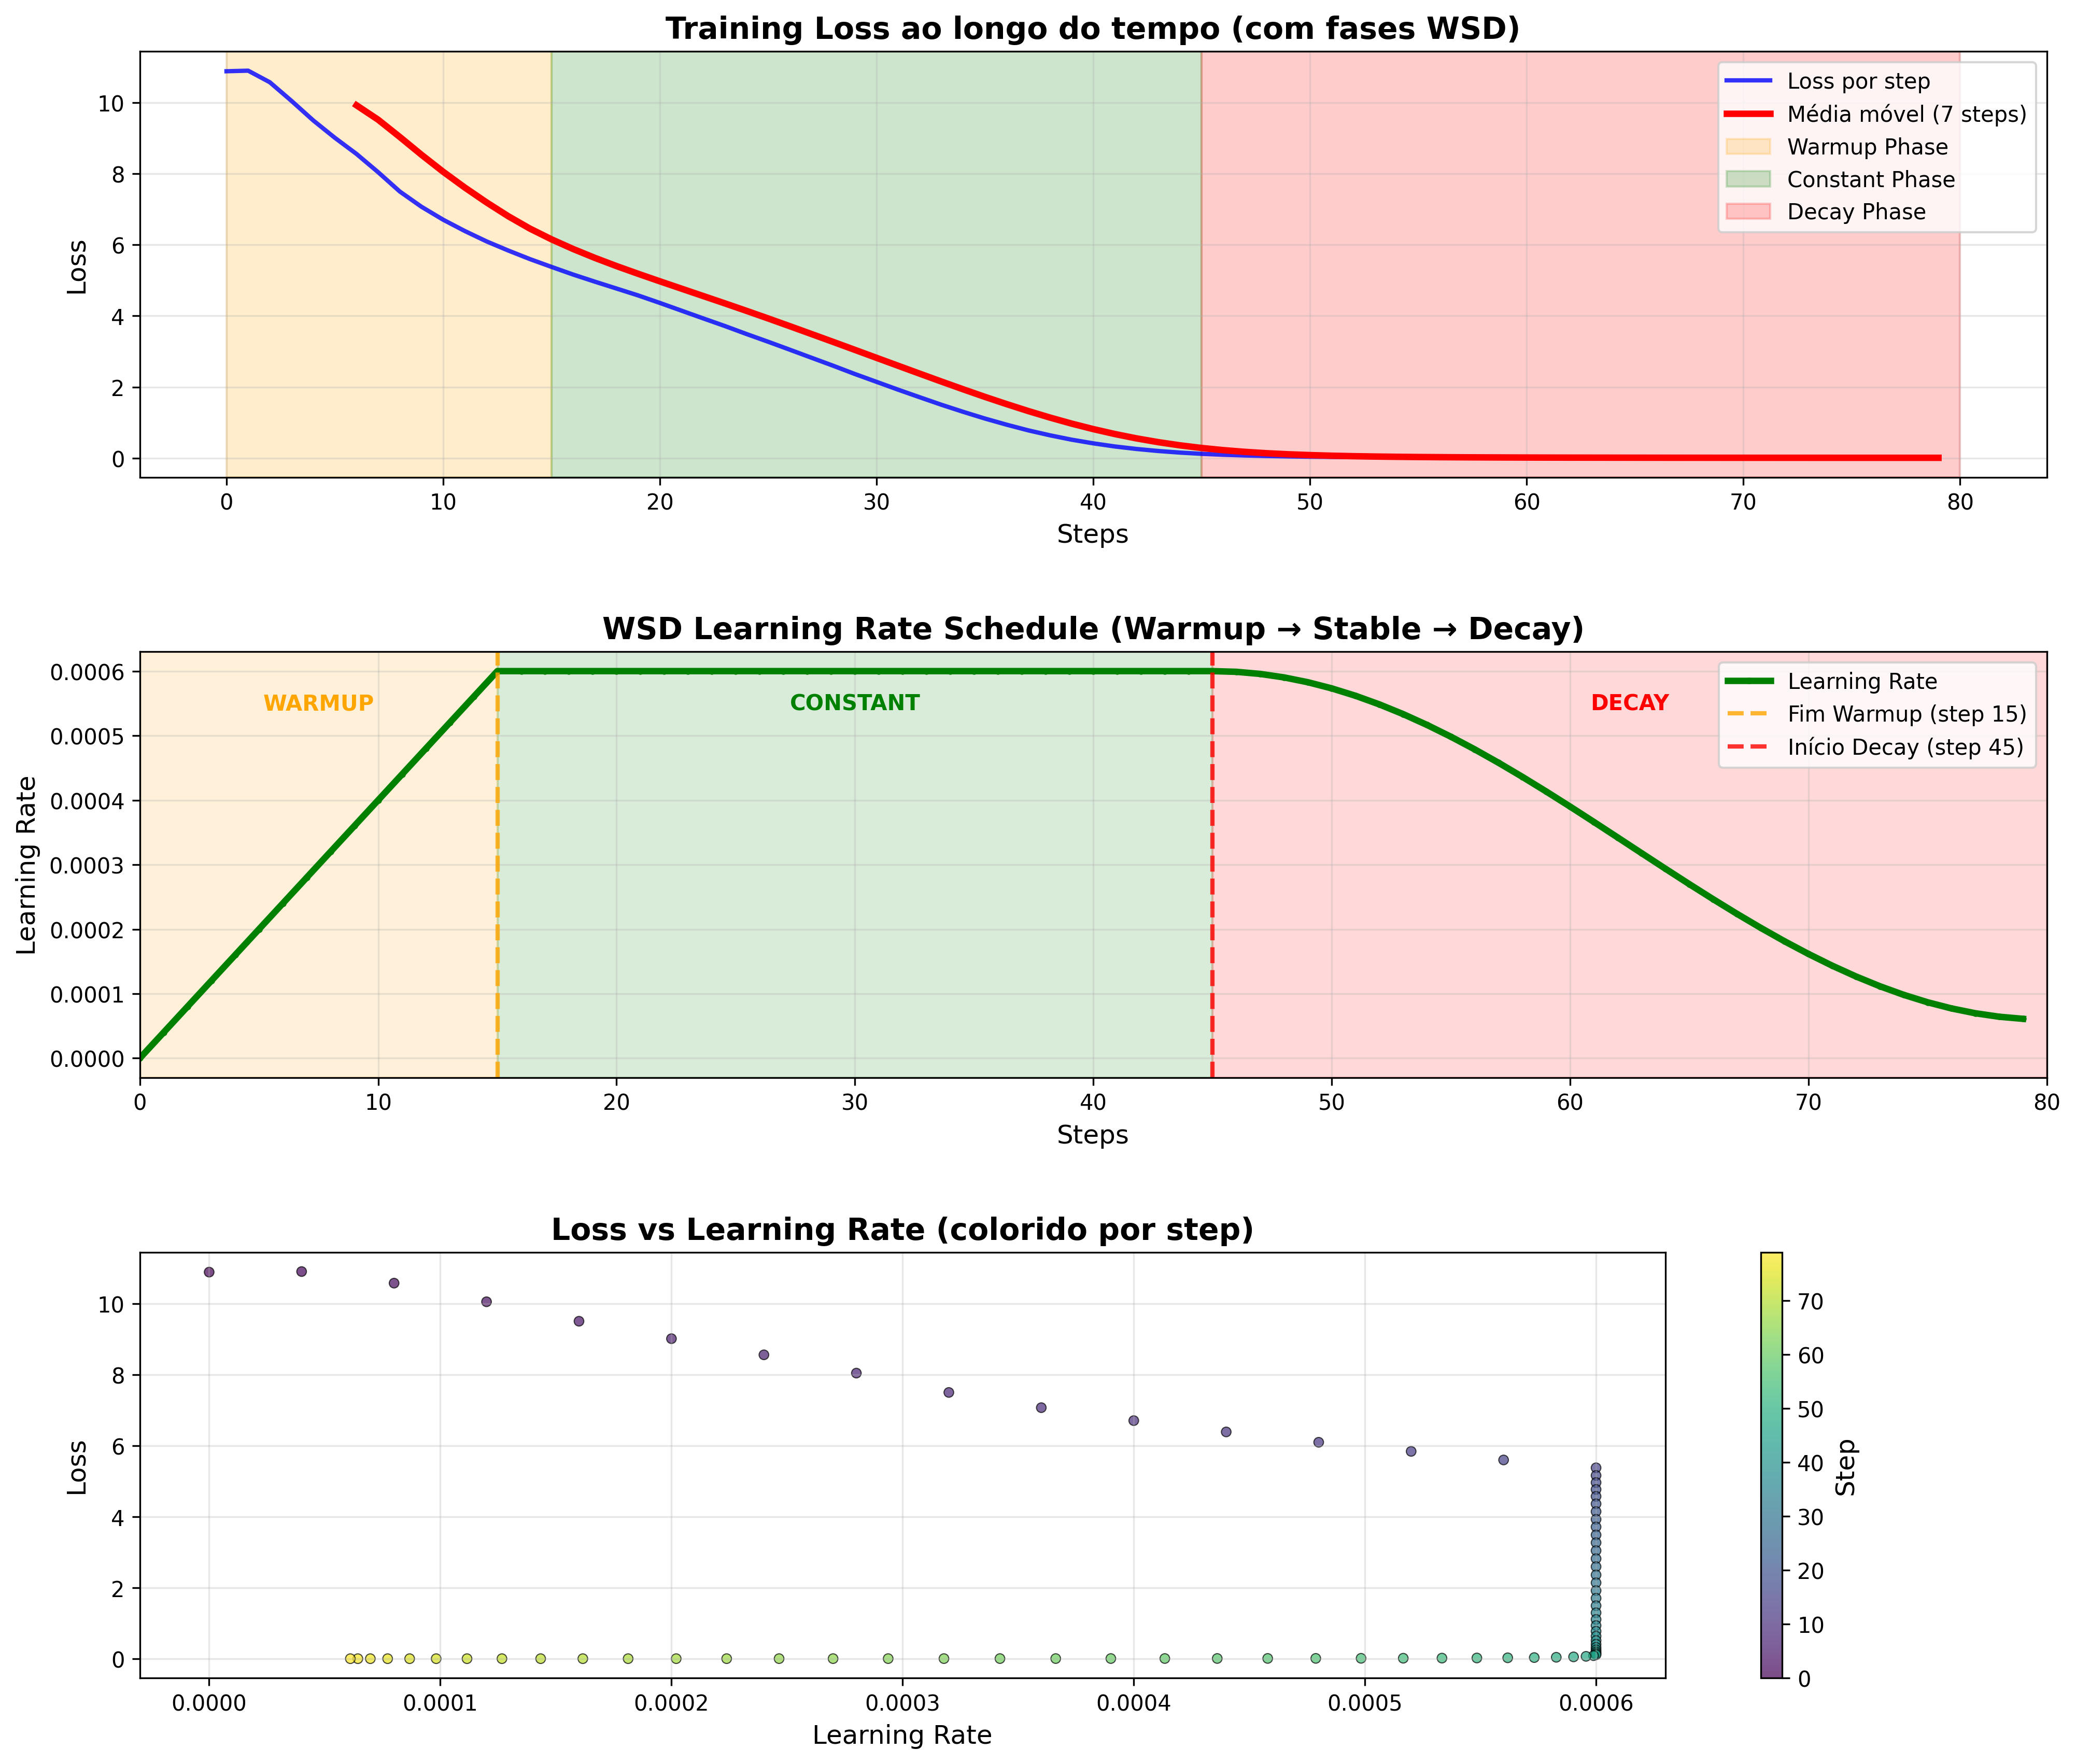 Training Loss ao longo do tempo (com fases WSD)
Loss
10
8
6
4
2
0
Loss por step
Média móvel (7 steps)
Warmup Phase
Constant Phase
Decay Phase
0 10 20 30 40 50 60 70 80
Steps
WSD Learning Rate Schedule (Warmup → Stable → Decay)
Learning Rate
0.0006
0.0005
0.0004
0.0003
0.0002
0.0001
0.0000
WARMUP CONSTANT DECAY
Learning Rate
Fim Warmup (step 15)
Início Decay (step 45)
0 10 20 30 40 50 60 70 80
Steps
Loss vs Learning Rate (colorido por step)
Loss
10
8
6
4
2
0
0.0000 0.0001 0.0002 0.0003 0.0004 0.0005 0.0006
Learning Rate
70
60
50
40
30
20
10
0
Step